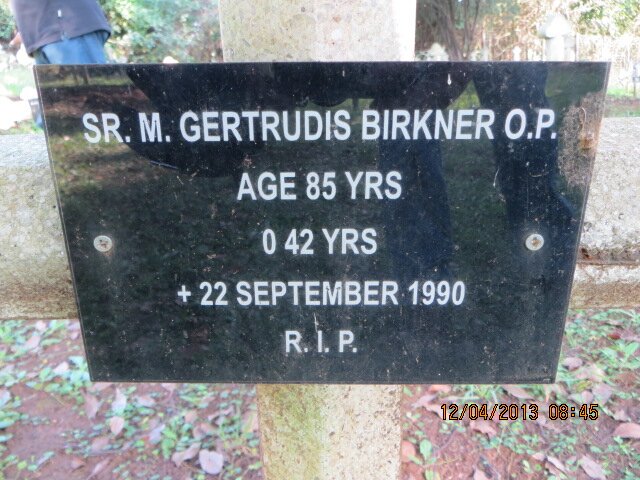 SR. M. GERTRUDIS BIRKNER O.P.
AGE 85 YRS
0 42 YRS
+ 22 SEPTEMBER 1990
R. I. P.
12/04/2013 08:45